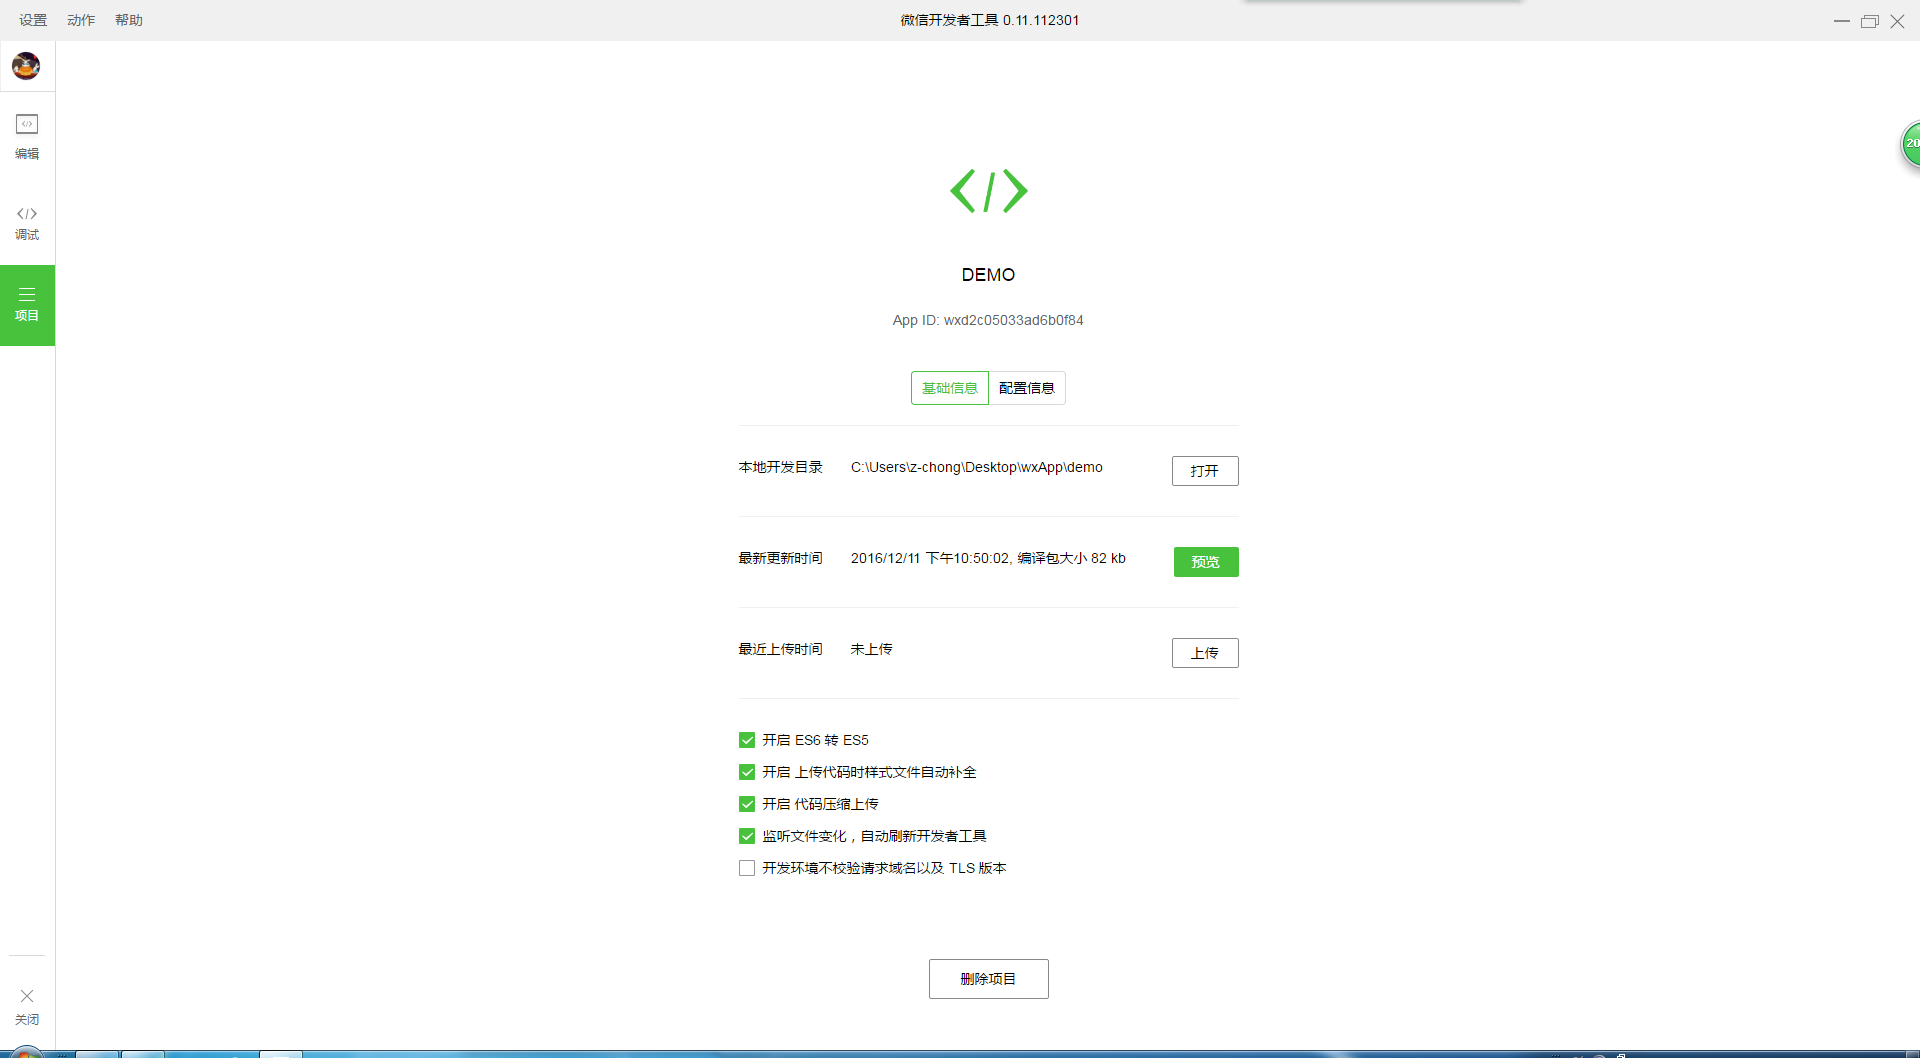 设置 动作 帮助 微信开发者工具 0.11.112301
编辑
调试
项目
关闭
20
</>
DEMO
App ID: wxd2c05033ad6b0f84
基础信息 配置信息
本地开发目录 C:\Users\z-chong\Desktop\wxApp\demo 打开
最新更新时间 2016/12/11 下午10:50:02, 编译包大小 82 kb 预览
最近上传时间 未上传 上传
开启 ES6 转 ES5
开启 上传代码时样式文件自动补全
开启 代码压缩上传
监听文件变化，自动刷新开发者工具
开发环境不校验请求域名以及 TLS 版本
删除项目